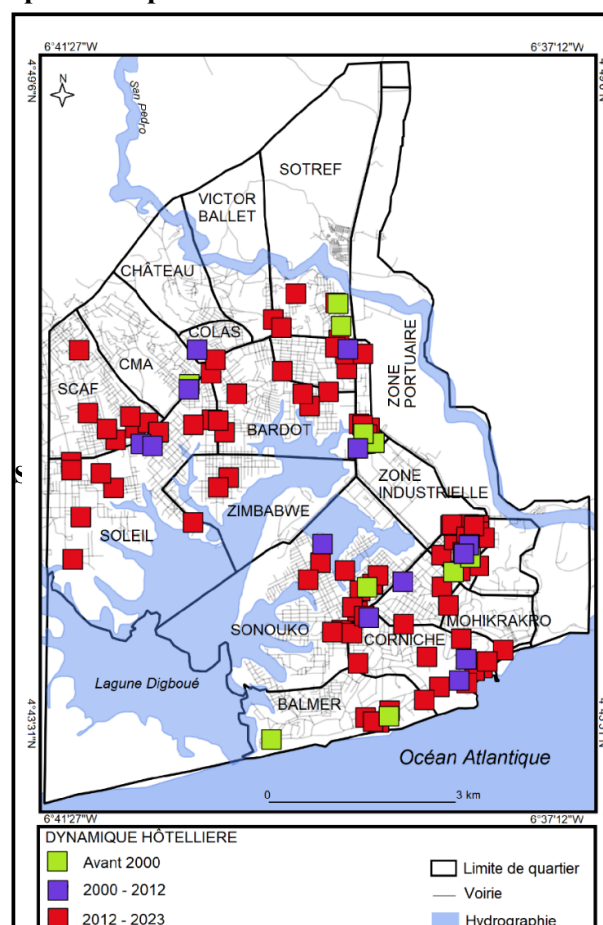 6°41'27"W 6°37'12"W
4°49'6"N
N
San Pedro
SOTREF
VICTOR
BALLET
CHÂTEAU
COLAS
CMA
SCAF
ZONE
PORTUAIRE
BARDOT
ZONE
INDUSTRIELLE
ZIMBABWE
SOLEIL
SONOUKO
MOHIKRAKRO
CORNICHE
Lagune Digboué
BALMER
4°43'31"N
Océan Atlantique
0 3 km
6°41'27"W 6°37'12"W
DYNAMIQUE HÔTELLIERE
Avant 2000
2000 - 2012
2012 - 2023
Limite de quartier
Voirie
Hydrographie